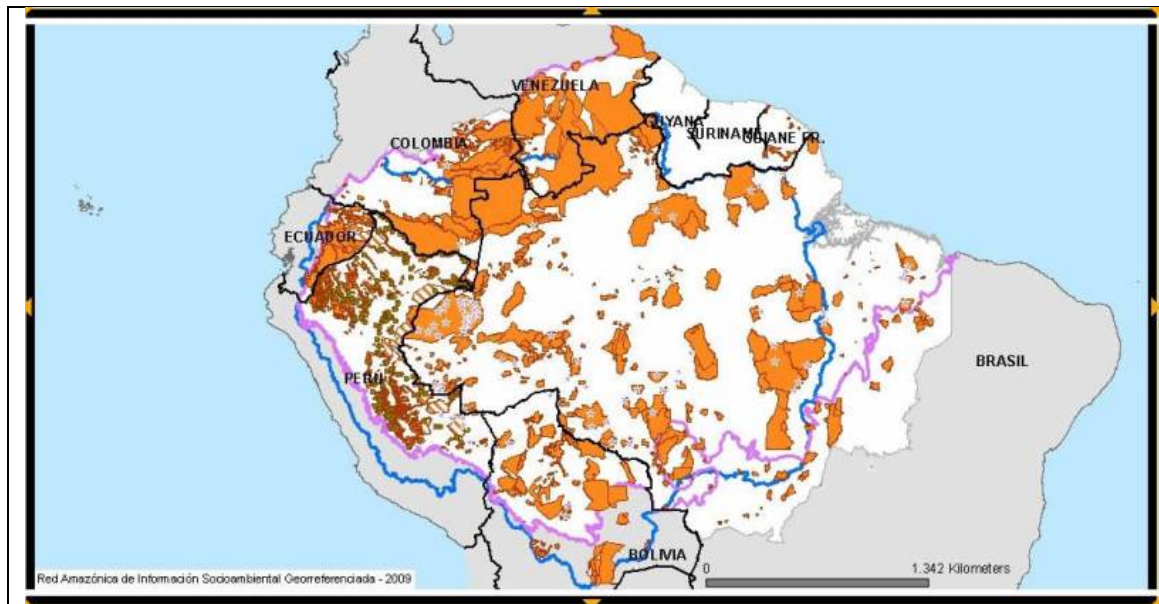 VENEZUELA
GUYANA
SURINAME
GUIANE FR.
COLOMBIA
ECUADOR
PERÚ
BRASIL
BOLIVIA
0
1.342 Kilometers
Red Amazónica de Información Socioambiental Georreferenciada - 2009